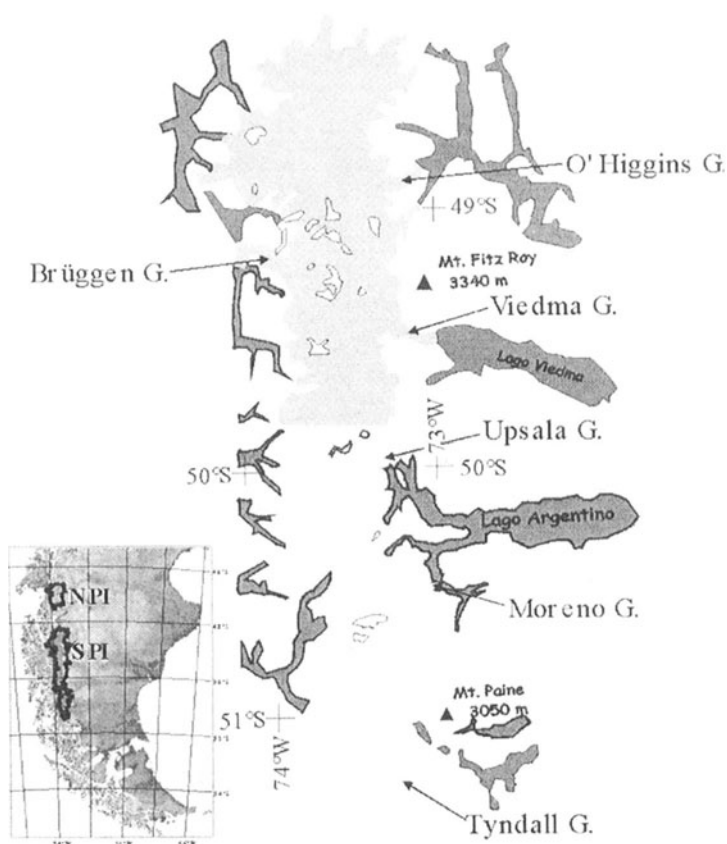 O' Higgins G.
49°S
Mt. Fitz Roy
3340 m
Brüggen G.
Viedma G.
Lago Viedma
73°W
Upsala G.
50°S
50°S
Lago Argentino
NPI
Moreno G.
SPI
Mt. Paine
3050 m
51°S
74°W
Tyndall G.